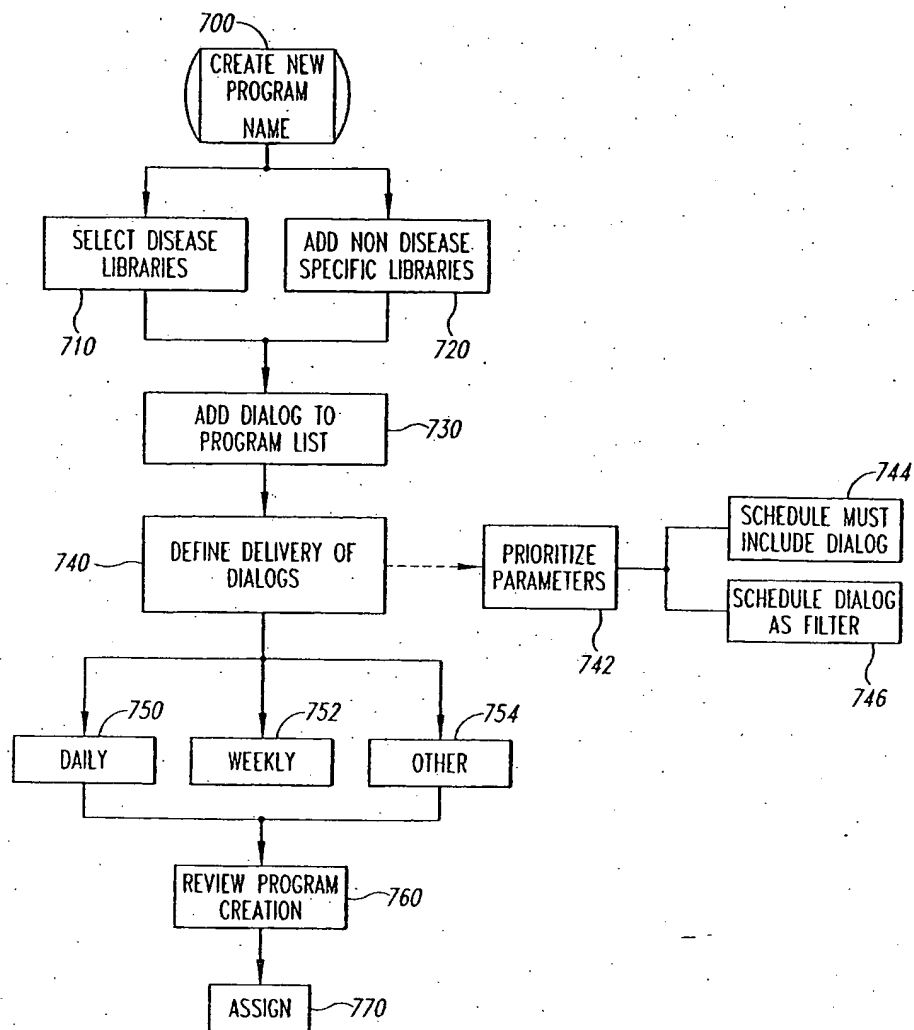 700
CREATE NEW
PROGRAM
NAME
SELECT DISEASE
LIBRARIES
710
ADD NON DISEASE
SPECIFIC LIBRARIES
720
ADD DIALOG TO
PROGRAM LIST
730
740
DEFINE DELIVERY OF
DIALOGS
PRIORITIZE
PARAMETERS
742
744
SCHEDULE MUST
INCLUDE DIALOG
SCHEDULE DIALOG
AS FILTER
746
750
DAILY
752
WEEKLY
754
OTHER
REVIEW PROGRAM
CREATION
760
ASSIGN
770